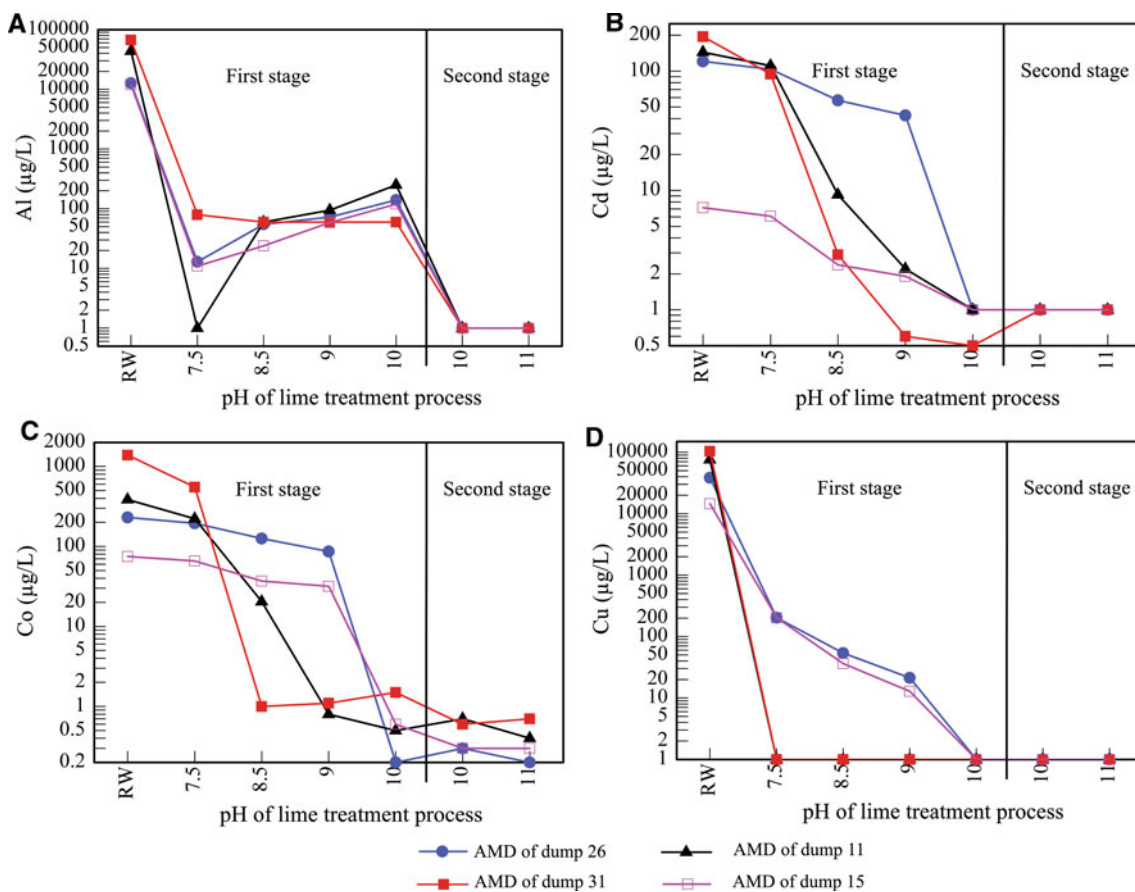 A
100000
50000
20000
10000
5000
2000
1000
500
200
100
50
20
10
5
2
1
0.5
Al (µg/L)
First stage
Second stage
RW
7.5
8.5
9
10
10
11
pH of lime treatment process
B
200
100
50
20
10
5
2
1
0.5
Cd (µg/L)
First stage
Second stage
RW
7.5
8.5
9
10
10
11
pH of lime treatment process
C
2000
1000
500
200
100
50
20
10
5
2
1
0.5
0.2
Co (µg/L)
First stage
Second stage
RW
7.5
8.5
9
10
10
11
pH of lime treatment process
D
100000
50000
20000
10000
5000
2000
1000
500
200
100
50
20
10
5
2
1
Cu (µg/L)
First stage
Second stage
RW
7.5
8.5
9
10
10
11
pH of lime treatment process
AMD of dump 26
AMD of dump 11
AMD of dump 31
AMD of dump 15